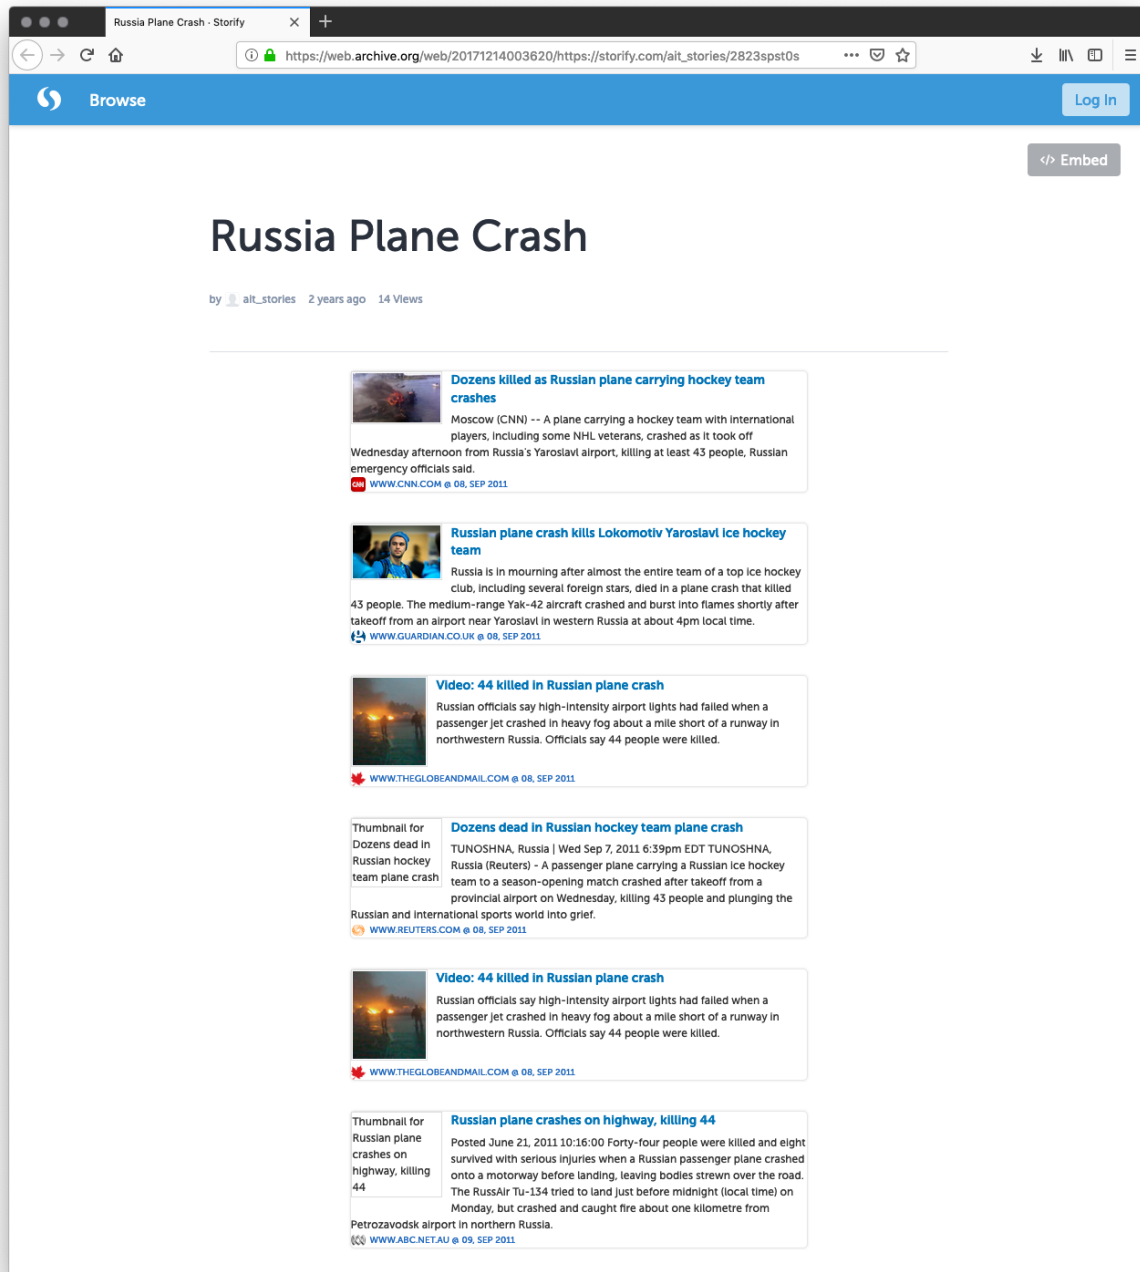 Russia Plane Crash · Storify
https://web.archive.org/web/20171214003620/https://storify.com/ait_stories/2823spst0s
Browse
Log In
</> Embed
Russia Plane Crash
by ait_stories 2 years ago 14 Views
Dozens killed as Russian plane carrying hockey team
crashes
Moscow (CNN) -- A plane carrying a hockey team with international
players, including some NHL veterans, crashed as it took off
Wednesday afternoon from Russia's Yaroslavl airport, killing at least 43 people, Russian
emergency officials said.
CNN WWW.CNN.COM @ 08, SEP 2011
Russian plane crash kills Lokomotiv Yaroslavl ice hockey
team
Russia is in mourning after almost the entire team of a top ice hockey
club, including several foreign stars, died in a plane crash that killed
43 people. The medium-range Yak-42 aircraft crashed and burst into flames shortly after
takeoff from an airport near Yaroslavl in western Russia at about 4pm local time.
WWW.GUARDIAN.CO.UK @ 08, SEP 2011
Video: 44 killed in Russian plane crash
Russian officials say high-intensity airport lights had failed when a
passenger jet crashed in heavy fog about a mile short of a runway in
northwestern Russia. Officials say 44 people were killed.
WWW.THEGLOBEANDMAIL.COM @ 08, SEP 2011
Thumbnail for
Dozens dead in
Russian hockey
team plane crash
Dozens dead in Russian hockey team plane crash
TUNOSHNA, Russia | Wed Sep 7, 2011 6:39pm EDT TUNOSHNA,
Russia (Reuters) - A passenger plane carrying a Russian ice hockey
team to a season-opening match crashed after takeoff from a
provincial airport on Wednesday, killing 43 people and plunging the
Russian and international sports world into grief.
WWW.REUTERS.COM @ 08, SEP 2011
Video: 44 killed in Russian plane crash
Russian officials say high-intensity airport lights had failed when a
passenger jet crashed in heavy fog about a mile short of a runway in
northwestern Russia. Officials say 44 people were killed.
WWW.THEGLOBEANDMAIL.COM @ 08, SEP 2011
Thumbnail for
Russian plane
crashes on
highway, killing
44
Russian plane crashes on highway, killing 44
Posted June 21, 2011 10:16:00 Forty-four people were killed and eight
survived with serious injuries when a Russian passenger plane crashed
onto a motorway before landing, leaving bodies strewn over the road.
The RussAir Tu-134 tried to land just before midnight (local time) on
Monday, but crashed and caught fire about one kilometre from
Petrozavodsk airport in northern Russia.
WWW.ABC.NET.AU @ 09, SEP 2011